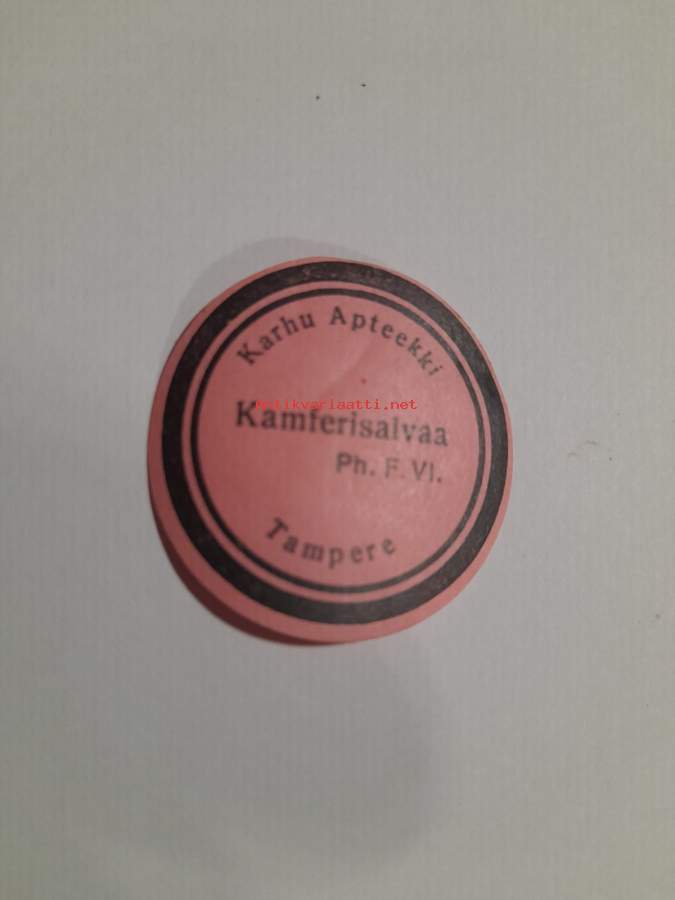 Karhu Apteekki
antikvariaatti.net
Kamferisalvaa
Ph. F. VI.
Tampere